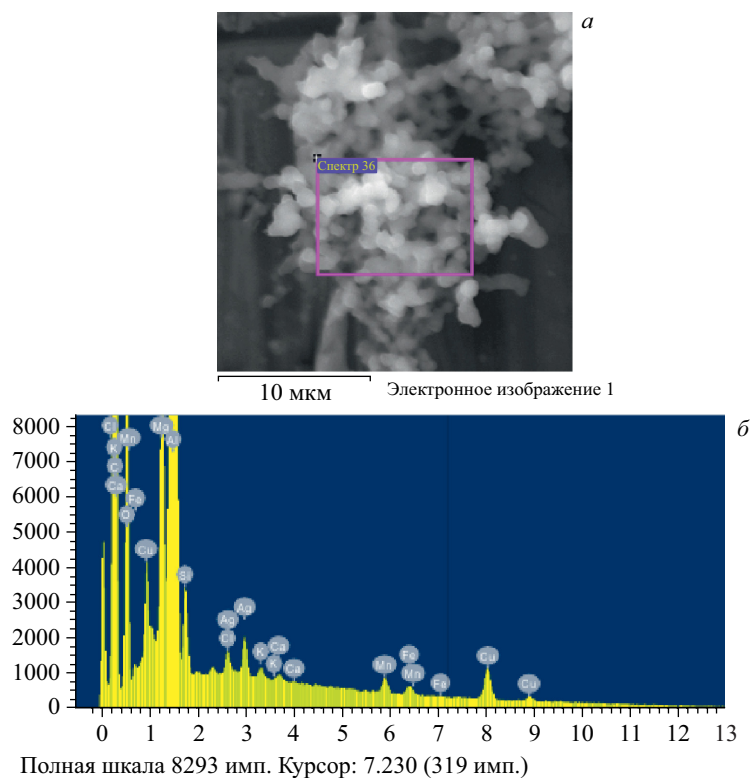 а
Спектр 36
10 мкм Электронное изображение 1
б
8000
7000
6000
5000
4000
3000
2000
1000
0
Cl Mn Mg Al
K
C
Ca Fe
O
Cu
Si
Ag Ag
Cl
K Ca
K Ca
Mn Fe Mn Fe
Cu Cu
0 1 2 3 4 5 6 7 8 9 10 11 12 13
Полная шкала 8293 имп. Курсор: 7.230 (319 имп.)